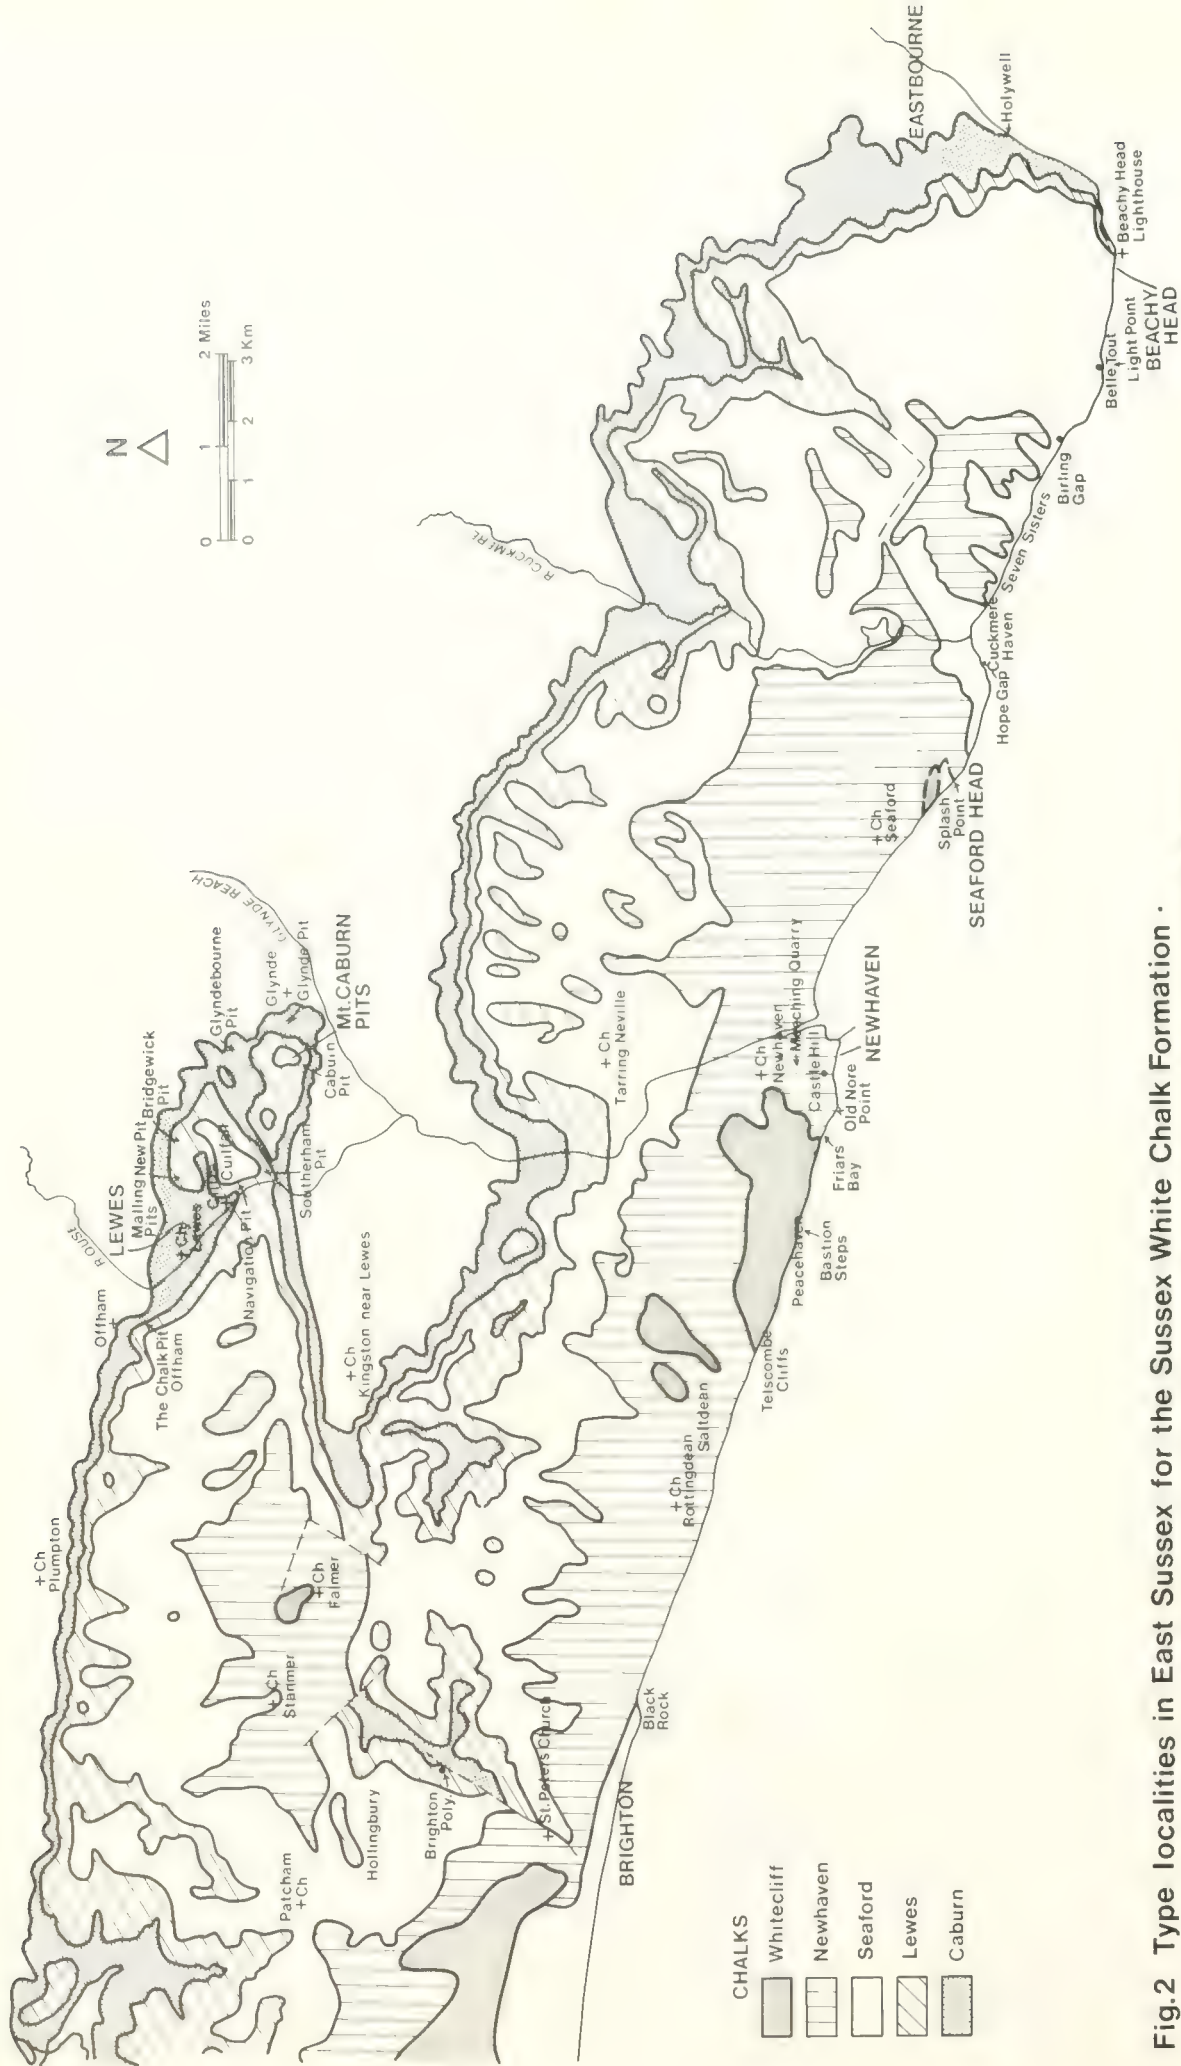 N
0 1 2 Miles
0 1 2 3 Km
EASTBOURNE
Holywell
+ Beachy Head
Lighthouse
BEACHY
HEAD
Belle Tout
Light Point
Birling
Gap
Seven Sisters
Cuckmere
Haven
Hope Gap
R CUCKMERE
SEAFORD HEAD
Splash
Point
+ Ch
Seaford
GLYNDE REACH
Glyndebourne
Pit
Glynde
+
Glynde Pit
Mt.CABURN
PITS
Caburn
Pit
Bridgewick
Pit
Malling New Pit
Pits
LEWES
R OUSE
+ Ch
Lewes
Cliffe
Cuilfail
Southerham
Pit
Navigation Pit
Offham
+
The Chalk Pit
Offham
+ Ch
Kingston near Lewes
+ Ch
Tarring Neville
+ Ch
Newhaven
+ Meeching Quarry
Castle Hill
NEWHAVEN
Old Nore
Point
Friars
Bay
Peacehaven
Bastion
Steps
Telscombe
Cliffs
Saltdean
+ Ch
Rottingdean
+ Ch
Plumpton
+ Ch
Falmer
+ Ch
Stanmer
Black
Rock
+ St.Peters Church
Brighton
Poly.
Hollingbury
Patcham
+ Ch
BRIGHTON
CHALKS
Whitecliff
Newhaven
Seaford
Lewes
Caburn
Fig.2 Type localities in East Sussex for the Sussex White Chalk Formation .